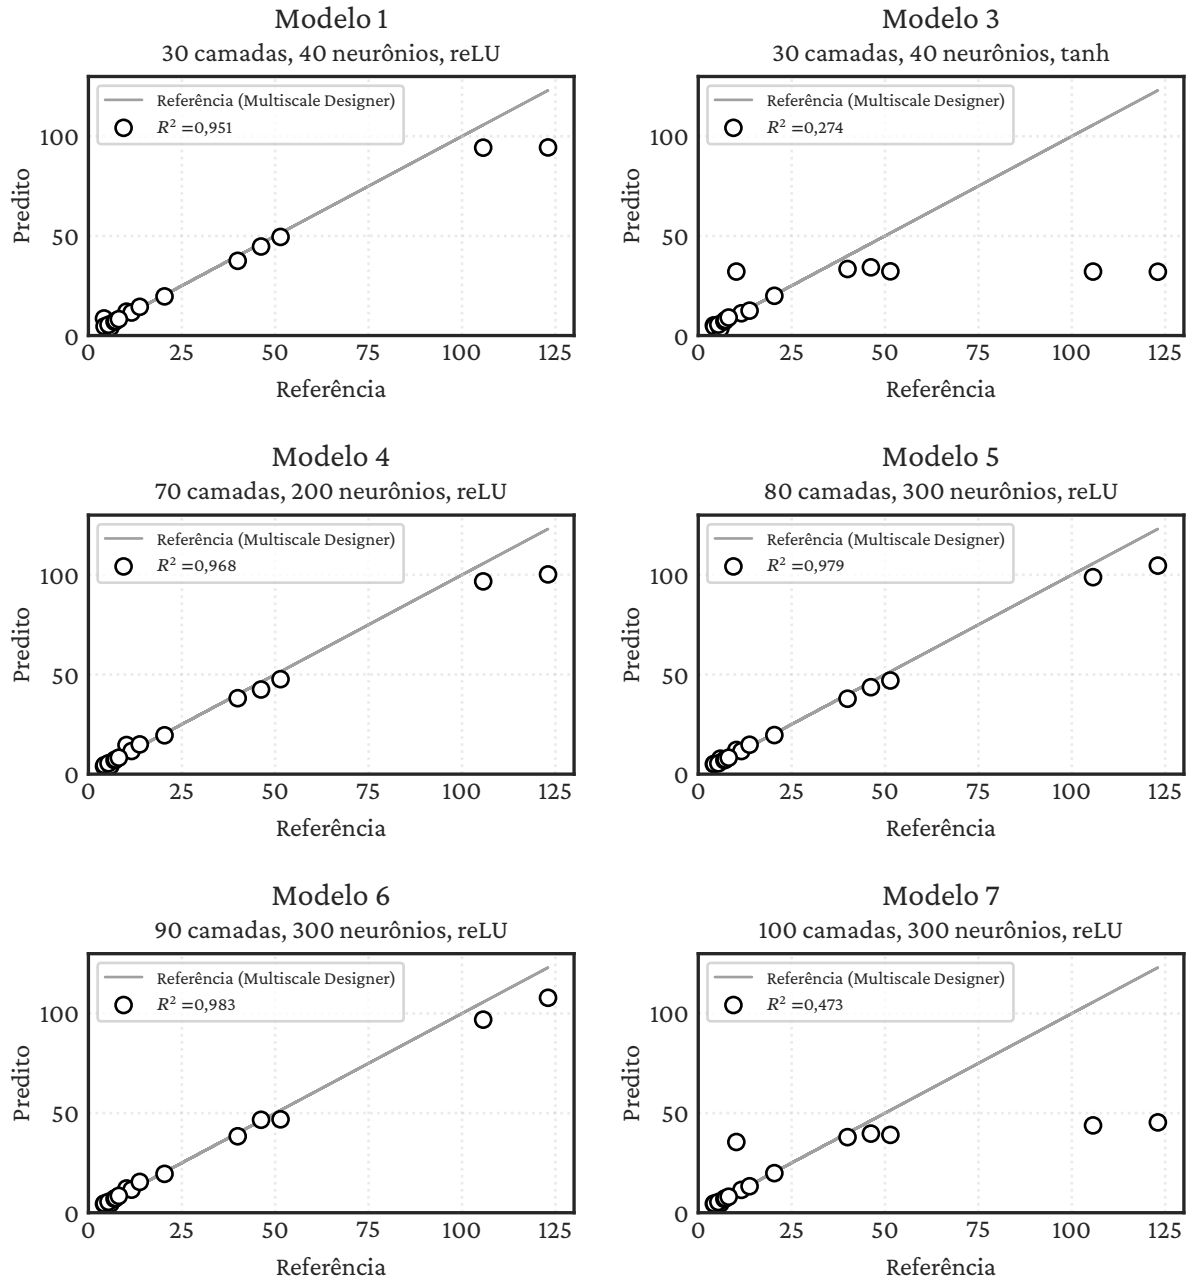 Modelo 1
30 camadas, 40 neurônios, reLU
Referência (Multiscale Designer)
R² =0,951
100
50
0
Predito
0 25 50 75 100 125
Referência
Modelo 3
30 camadas, 40 neurônios, tanh
Referência (Multiscale Designer)
R² =0,274
100
50
0
Predito
0 25 50 75 100 125
Referência
Modelo 4
70 camadas, 200 neurônios, reLU
Referência (Multiscale Designer)
R² =0,968
100
50
0
Predito
0 25 50 75 100 125
Referência
Modelo 5
80 camadas, 300 neurônios, reLU
Referência (Multiscale Designer)
R² =0,979
100
50
0
Predito
0 25 50 75 100 125
Referência
Modelo 6
90 camadas, 300 neurônios, reLU
Referência (Multiscale Designer)
R² =0,983
100
50
0
Predito
0 25 50 75 100 125
Referência
Modelo 7
100 camadas, 300 neurônios, reLU
Referência (Multiscale Designer)
R² =0,473
100
50
0
Predito
0 25 50 75 100 125
Referência